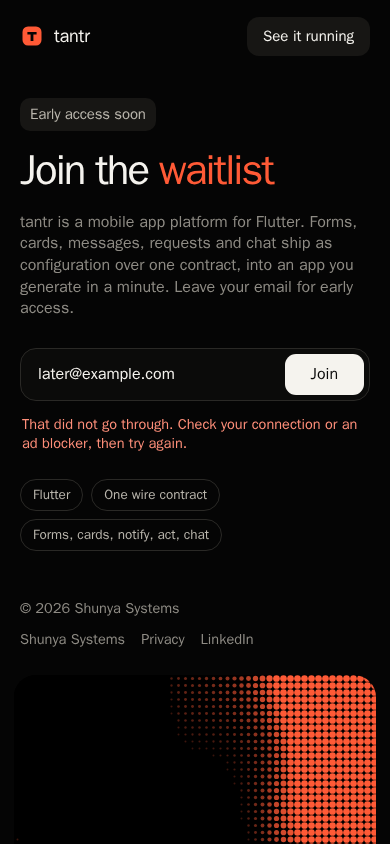 tantr
See it running
Early access soon
Join the waitlist
tantr is a mobile app platform for Flutter. Forms,
cards, messages, requests and chat ship as
configuration over one contract, into an app you
generate in a minute. Leave your email for early
access.
later@example.com
Join
That did not go through. Check your connection or an
ad blocker, then try again.
Flutter
One wire contract
Forms, cards, notify, act, chat
© 2026 Shunya Systems
Shunya Systems
Privacy
LinkedIn